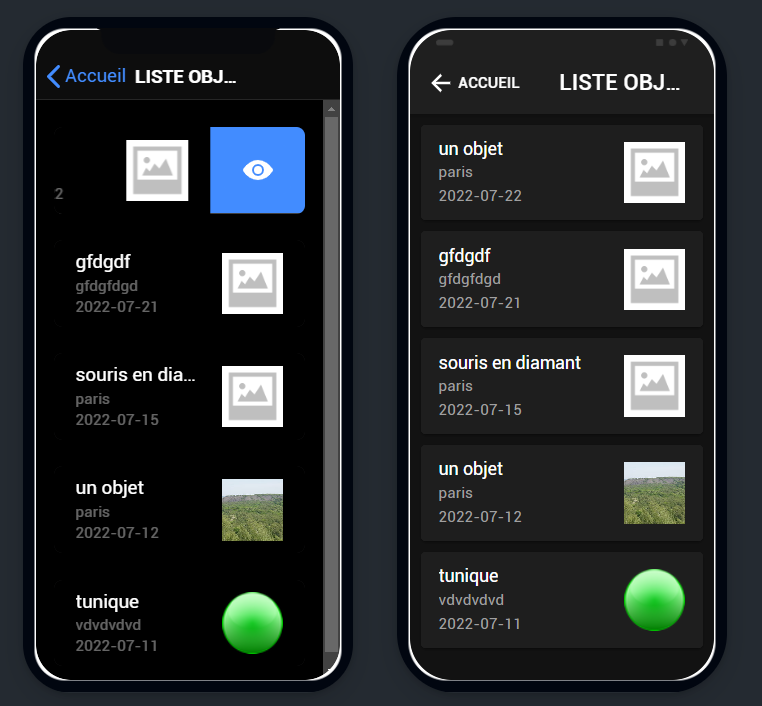 Accueil LISTE OBJ...
2
gfdgdf
gfdgfdgd
2022-07-21
souris en dia...
paris
2022-07-15
un objet
paris
2022-07-12
tunique
vdvdvdvd
2022-07-11
ACCUEIL LISTE OBJ...
un objet
paris
2022-07-22
gfdgdf
gfdgfdgd
2022-07-21
souris en diamant
paris
2022-07-15
un objet
paris
2022-07-12
tunique
vdvdvdvd
2022-07-11